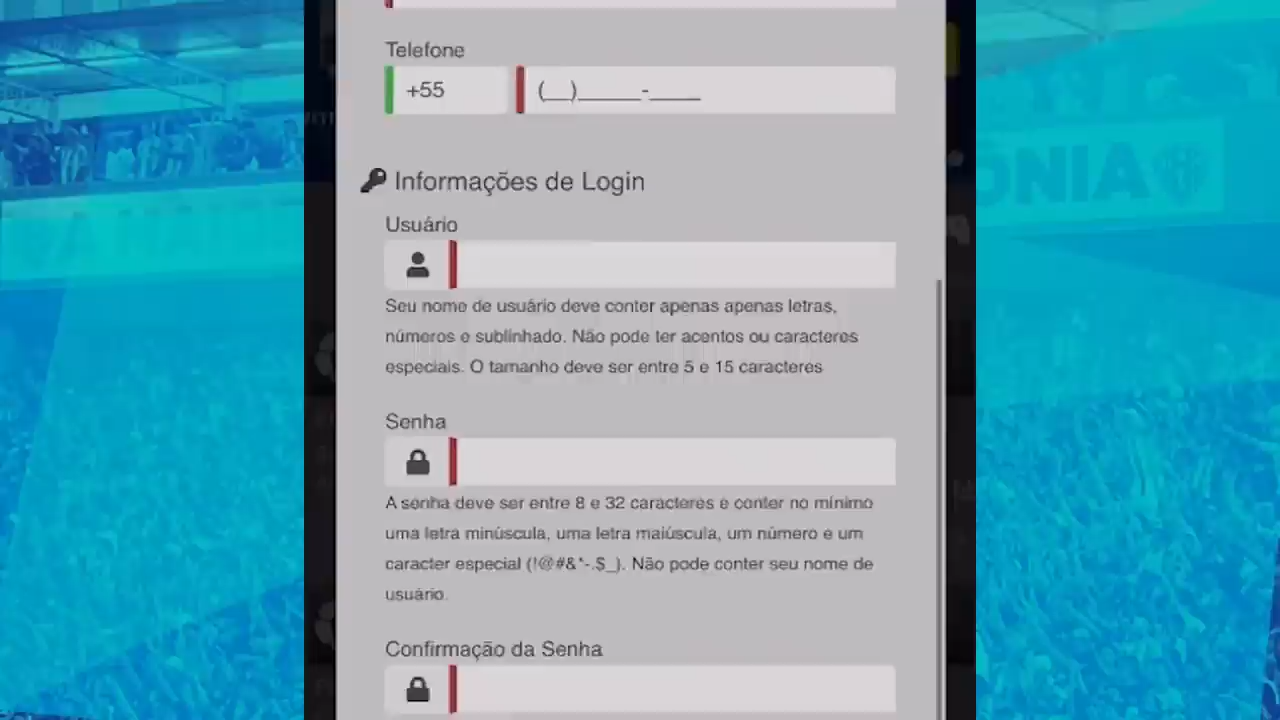 Telefone
+55 (__)_____-____
Informações de Login
Usuário
Seu nome de usuário deve conter apenas apenas letras,
números e sublinhado. Não pode ter acentos ou caracteres
especiais. O tamanho deve ser entre 5 e 15 caracteres
Senha
A senha deve ser entre 8 e 32 caracteres e conter no mínimo
uma letra minúscula, uma letra maiúscula, um número e um
caracter especial (!@#&*-.$_). Não pode conter seu nome de
usuário.
Confirmação da Senha
ONIA